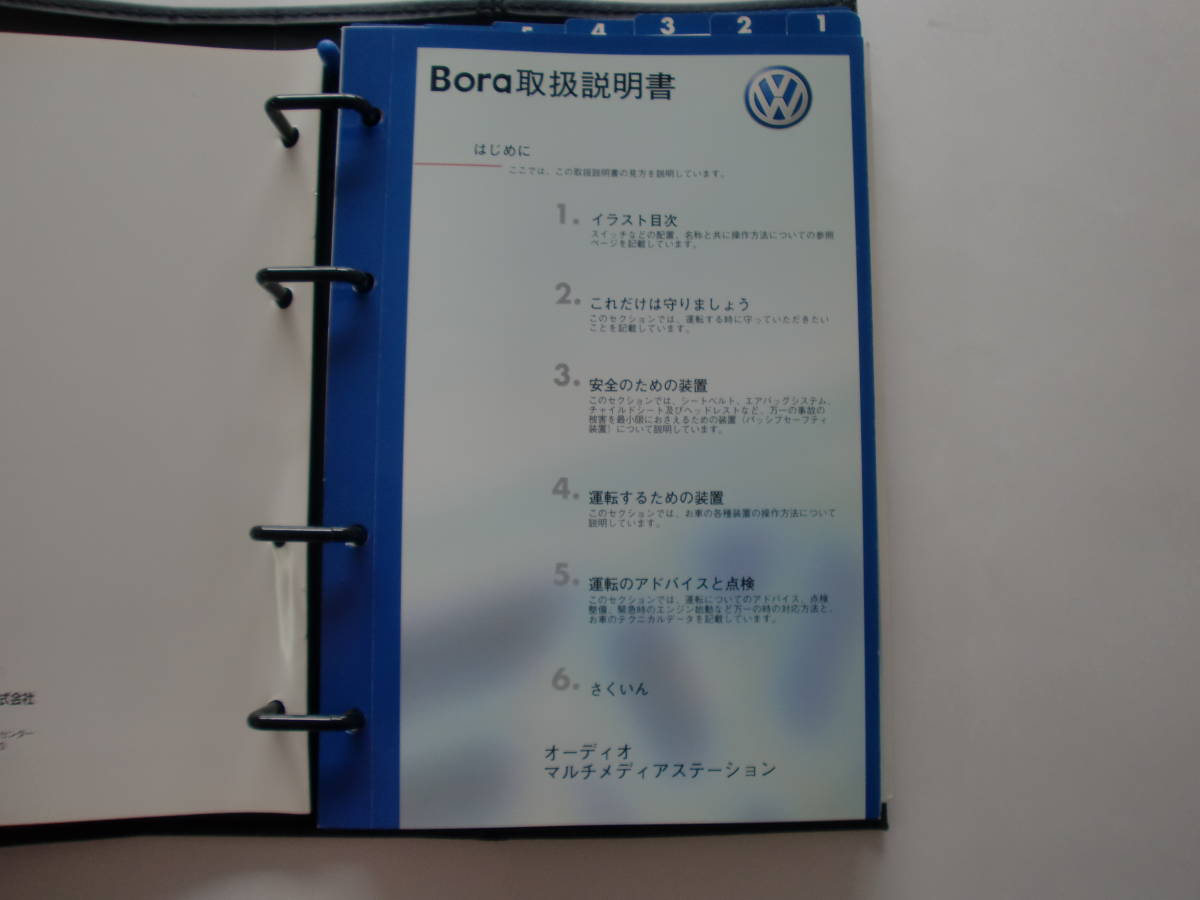 5
4
3
2
1
Bora取扱説明書
はじめに
ここでは、この取扱説明書の見方を説明しています。
1. イラスト目次
スイッチなどの配置、名称と共に操作方法についての参照
ページを記載しています。
2. これだけは守りましょう
このセクションでは、運転する時に守っていただきたい
ことを記載しています。
3. 安全のための装置
このセクションでは、シートベルト、エアバッグシステム、
チャイルドシート及びヘッドレストなど、万一の事故の
被害を最小限におさえるための装置（パッシブセーフティ
装置）について説明しています。
4. 運転するための装置
このセクションでは、お車の各種装置の操作方法について
説明しています。
5. 運転のアドバイスと点検
このセクションでは、運転についてのアドバイス、点検
整備、緊急時のエンジン始動など万一の時の対応方法と、
お車のテクニカルデータを記載しています。
6. さくいん
オーディオ
マルチメディアステーション
式会社
センター